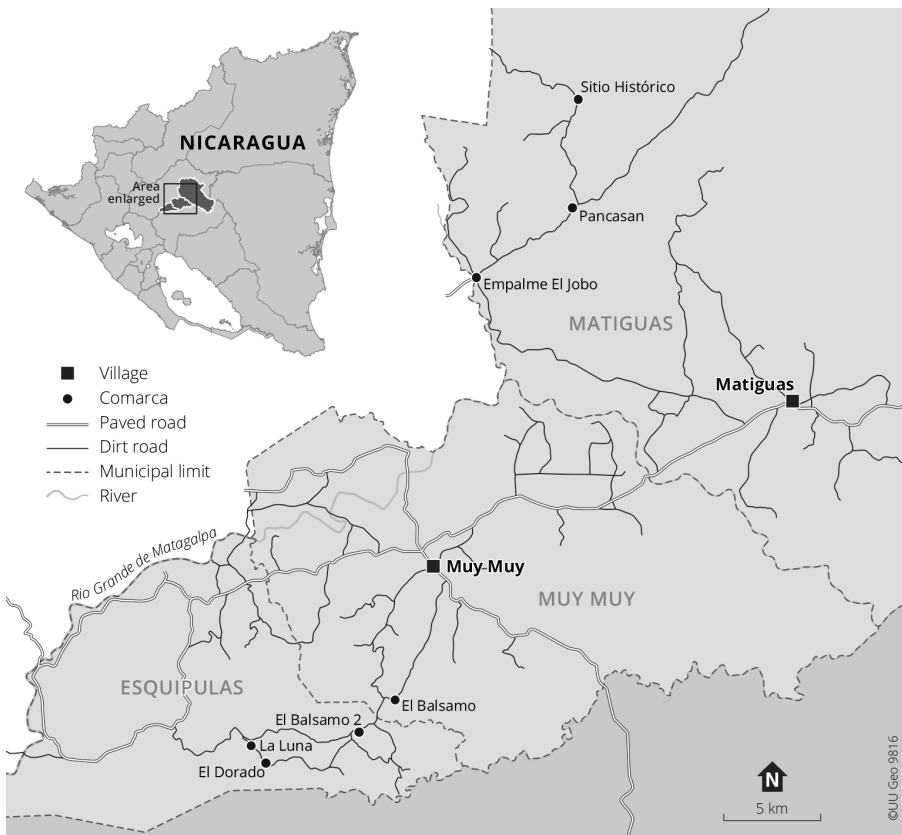 NICARAGUA
Area
enlarged
Sitio Histórico
Pancasan
Empalme El Jobo
MATIGUAS
Village
Comarca
Paved road
Dirt road
Municipal limit
River
Matiguas
Rio Grande de Matagalpa
Muy Muy
MUY MUY
ESQUIPULAS
El Balsamo
El Balsamo 2
La Luna
El Dorado
N
5 km
©UU Geo 9816